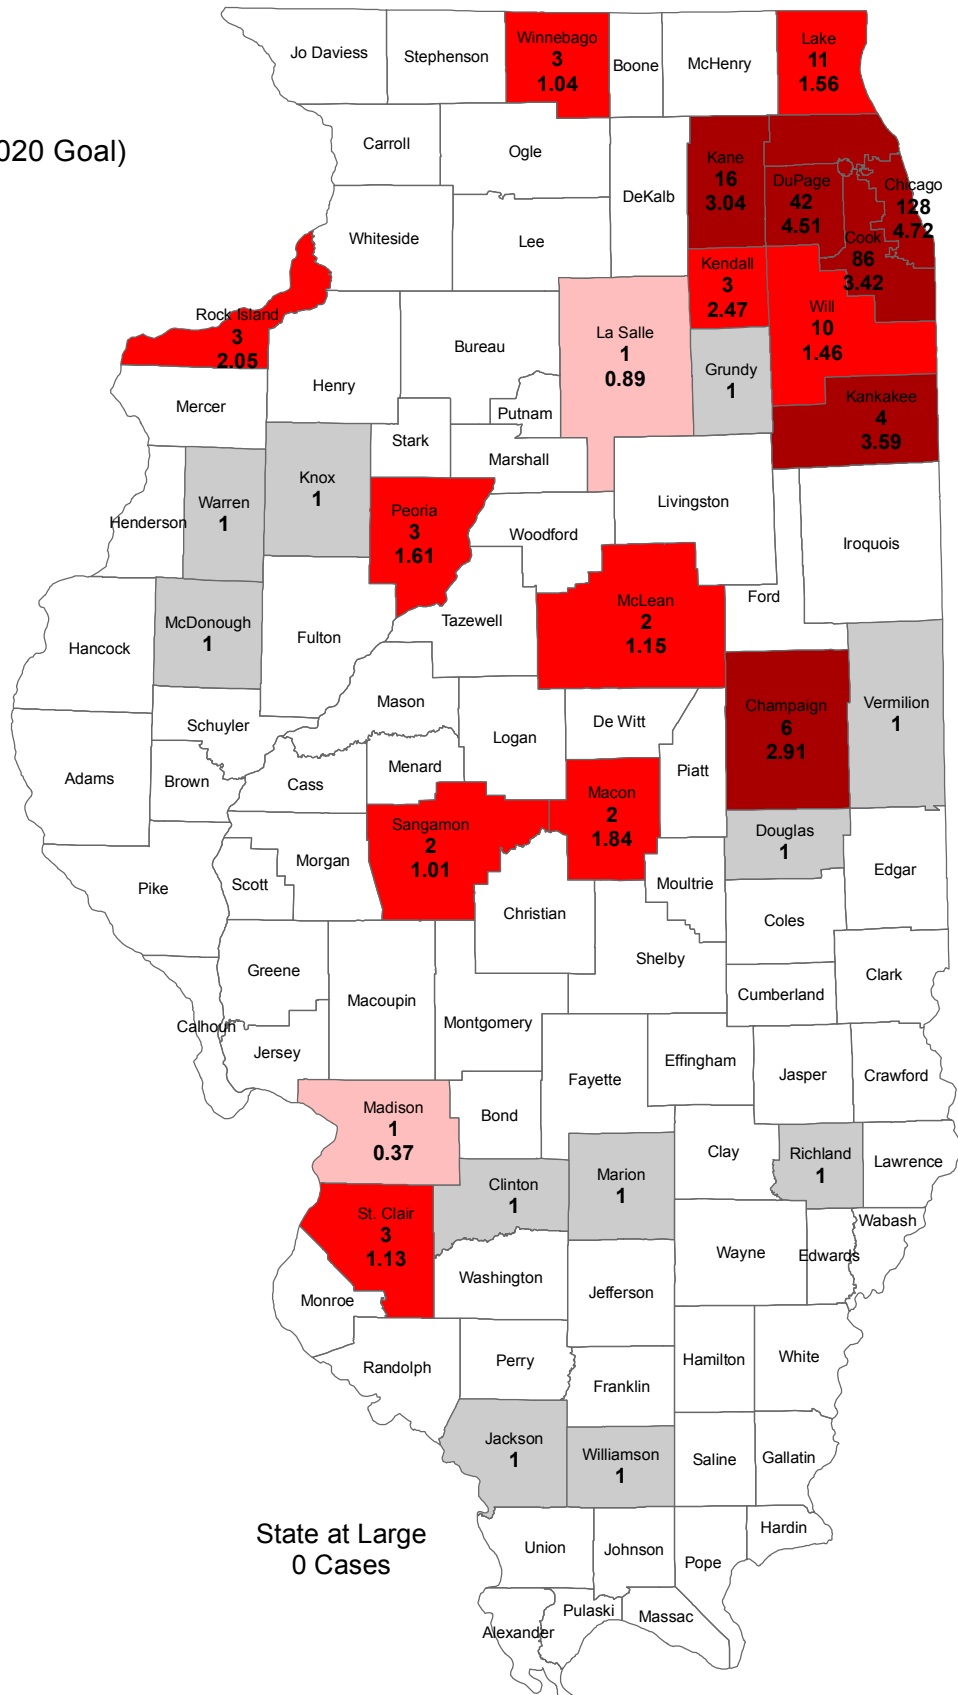 020 Goal)
Jo Daviess
Stephenson
Winnebago
3
1.04
Boone
McHenry
Lake
11
1.56
Carroll
Ogle
DeKalb
Kane
16
3.04
DuPage
42
4.51
Chicago
128
4.72
Cook
86
3.42
Whiteside
Lee
Kendall
3
2.47
Will
10
1.46
Rock Island
3
2.05
Henry
Bureau
La Salle
1
0.89
Grundy
1
Kankakee
4
3.59
Mercer
Putnam
Stark
Marshall
Livingston
Iroquois
Henderson
Warren
1
Knox
1
Peoria
3
1.61
Woodford
Ford
McDonough
1
Fulton
Tazewell
McLean
2
1.15
Hancock
Mason
Schuyler
Logan
De Witt
Champaign
6
2.91
Vermilion
1
Adams
Brown
Cass
Menard
Piatt
Sangamon
2
1.01
Macon
2
1.84
Douglas
1
Edgar
Pike
Scott
Morgan
Christian
Moultrie
Coles
Shelby
Greene
Macoupin
Montgomery
Cumberland
Clark
Calhoun
Jersey
Fayette
Effingham
Jasper
Crawford
Madison
1
0.37
Bond
Clay
Richland
1
Lawrence
Clinton
1
Marion
1
St. Clair
3
1.13
Wabash
Wayne
Edwards
Washington
Jefferson
Monroe
Randolph
Perry
Hamilton
White
Franklin
Jackson
1
Williamson
1
Saline
Gallatin
State at Large
0 Cases
Union
Johnson
Pope
Hardin
Alexander
Pulaski
Massac